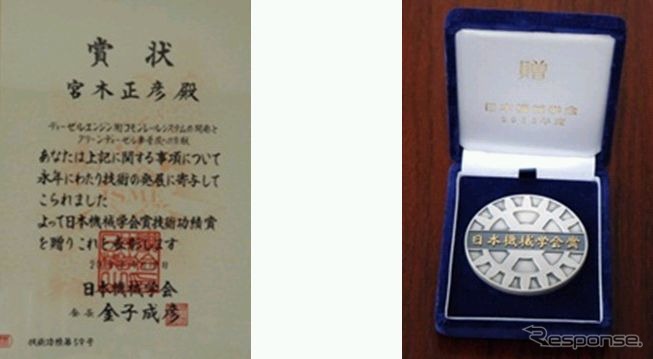 賞状
宮木正彦殿
ディーゼルエンジン用コモンレールシステムの開発と
クリーンディーゼル車普及への貢献
あなたは上記に関する事項について
永年にわたり技術の発展に寄与して
こられました
よって日本機械学会賞技術功績賞
を贈りこれを表彰します
日本機械学会
会長 金子成彦
技術功績第59号
贈
日本機械学会
日本機械学会賞
Response.